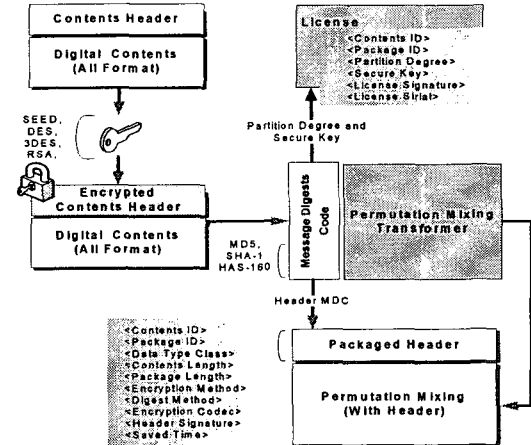 Contents Header
Digital Contents
(All Format)
SEED,
DES,
3DES,
RSA,
Encrypted
Contents Header
Digital Contents
(All Format)
License
<Contents ID>
<Package ID>
<Partition Degree>
<Secure Key>
<License Signature>
<License Sirial>
Partition Degree and
Secure Key
Message Digests
Code
MD5,
SHA-1
HAS-160
Permutation Mixing
Transformer
Header MDC
<Contents ID>
<Package ID>
<Data Type Class>
<Contents Length>
<Package Length>
<Encryption Method>
<Digest Method>
<Encryption Codec>
<Header Signature>
<Saved Time>
Packaged Header
Permutation Mixing
(With Header)